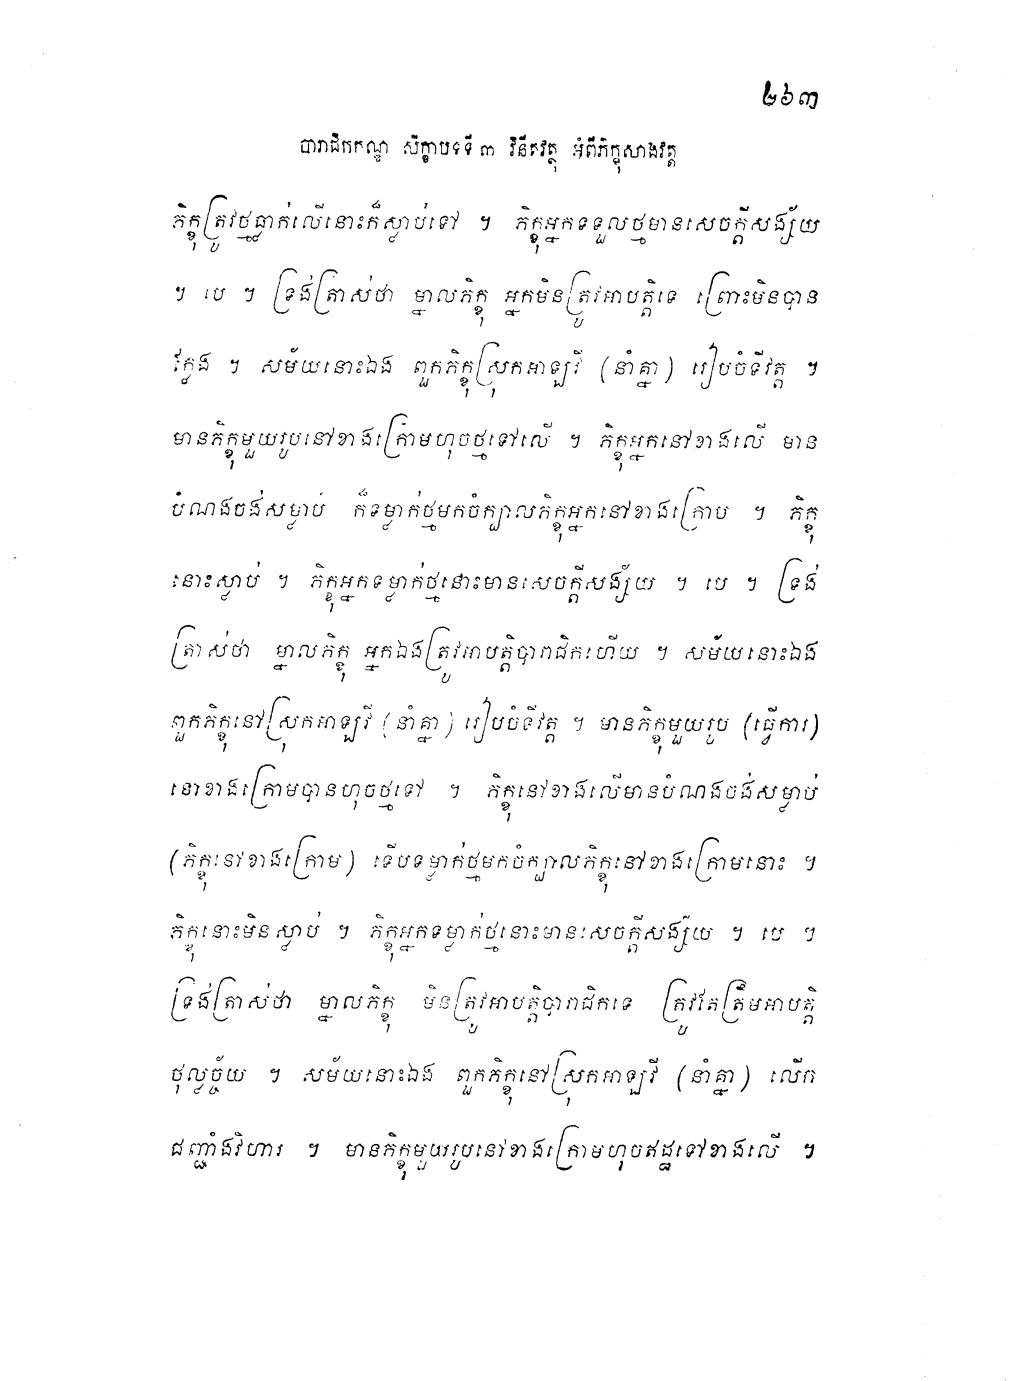 ២៦៣
បារាជិកកណ្ឌ សិក្ខាបទទី ៣ វិនីតវត្ថុ អំពីភិក្ខុសាងវត្ត
ភិក្ខុត្រូវថ្មធ្លាក់លើនោះក៏ស្លាប់ទៅ ។ ភិក្ខុអ្នកទទួលថ្មមានសេចក្តីសង្ស័យ
។ បេ ។ ទ្រង់ត្រាស់ថា ម្នាលភិក្ខុ អ្នកមិនត្រូវអាបត្តិទេ ព្រោះមិនបាន
ក្លែង ។ សម័យនោះឯង ពួកភិក្ខុស្រុកអាឡវី (នាំគ្នា) រៀបចំទីវត្ត ។
មានភិក្ខុមួយរូបនៅខាងក្រោមហុចថ្មទៅលើ ។ ភិក្ខុអ្នកនៅខាងលើ មាន
បំណងចង់សម្លាប់ ក៏ទម្លាក់ថ្មមកចំក្បាលភិក្ខុអ្នកនៅខាងក្រោម ។ ភិក្ខុ
នោះស្លាប់ ។ ភិក្ខុអ្នកទម្លាក់ថ្មនោះមានសេចក្តីសង្ស័យ ។ បេ ។ ទ្រង់
ត្រាស់ថា ម្នាលភិក្ខុ អ្នកឯងត្រូវអាបត្តិបារាជិកហើយ ។ សម័យនោះឯង
ពួកភិក្ខុនៅស្រុកអាឡវី (នាំគ្នា) រៀបចំទីវត្ត ។ មានភិក្ខុមួយរូប (ធ្វើការ)
នៅខាងក្រោមបានហុចថ្មទៅ ។ ភិក្ខុនៅខាងលើមានបំណងចង់សម្លាប់
(ភិក្ខុនៅខាងក្រោម) ទើបទម្លាក់ថ្មមកចំក្បាលភិក្ខុនៅខាងក្រោមនោះ ។
ភិក្ខុនោះមិនស្លាប់ ។ ភិក្ខុអ្នកទម្លាក់ថ្មនោះមានសេចក្តីសង្ស័យ ។ បេ ។
ទ្រង់ត្រាស់ថា ម្នាលភិក្ខុ មិនត្រូវអាបត្តិបារាជិកទេ ត្រូវតែត្រឹមអាបត្តិ
ថុល្លច្ច័យ ។ សម័យនោះឯង ពួកភិក្ខុនៅស្រុកអាឡវី (នាំគ្នា) លើក
ជញ្ជាំងវិហារ ។ មានភិក្ខុមួយរូបនៅខាងក្រោមហុចឥដ្ឋទៅខាងលើ ។